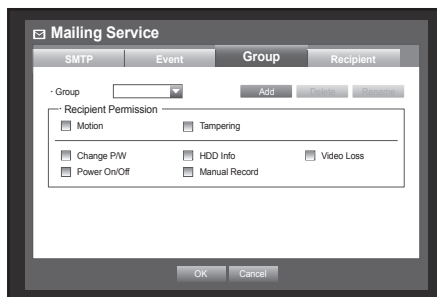 Mailing Service
SMTP Event Group Recipient
· Group Add Delete Rename
· Recipient Permission
Motion Tampering
Change P/W HDD Info Video Loss
Power On/Off Manual Record
OK Cancel